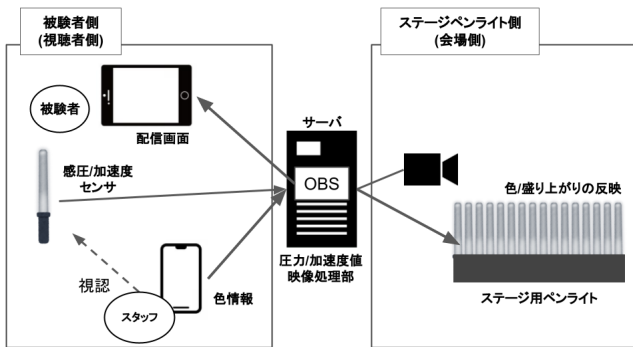 被験者側
(視聴者側)
ステージペンライト側
(会場側)
被験者
配信画面
サーバ
感圧/加速度
センサ
OBS
色/盛り上がりの反映
圧力/加速度値
映像処理部
視認
スタッフ
色情報
ステージ用ペンライト